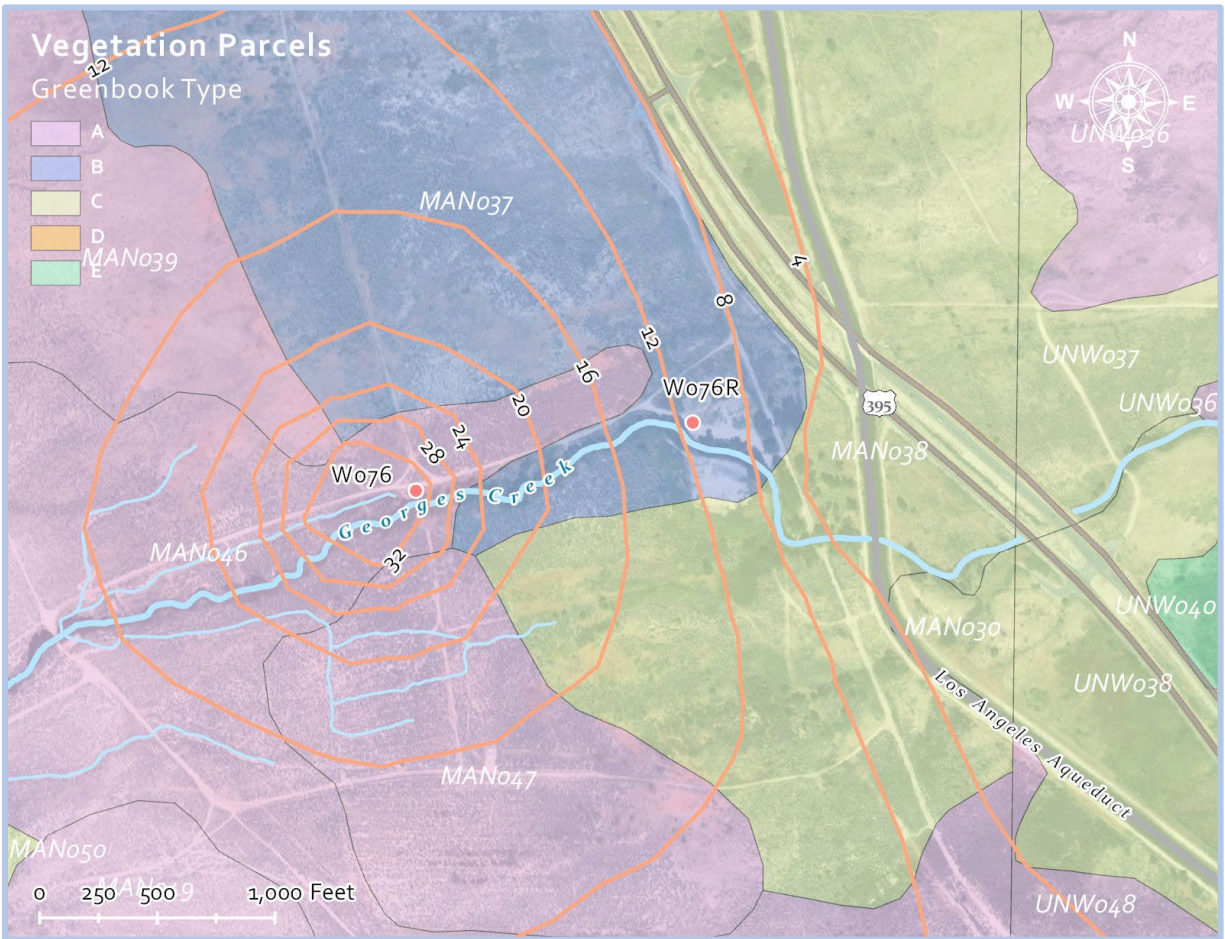 Vegetation Parcels
Greenbook Type
A
B
C
D
E
12
N
W E
S
UNW036
MAN037
MAN039
4
8
12
16
20
24
28
32
UNW037
UNW036
W076R
395
MAN038
W076
Georges Creek
MAN046
UNW040
MAN030
UNW038
Los Angeles Aqueduct
MAN047
MAN050
UNW048
0 250 500 1,000 Feet